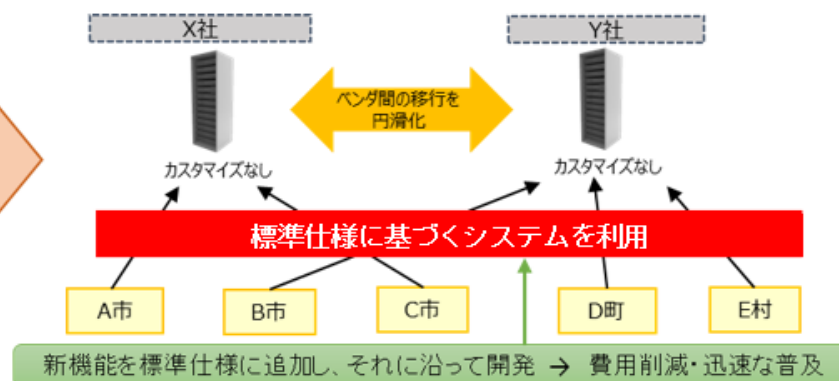 X社
Y社
ベンダ間の移行を
円滑化
カスタマイズなし
カスタマイズなし
標準仕様に基づくシステムを利用
A市
B市
C市
D町
E村
新機能を標準仕様に追加し、それに沿って開発 → 費用削減・迅速な普及